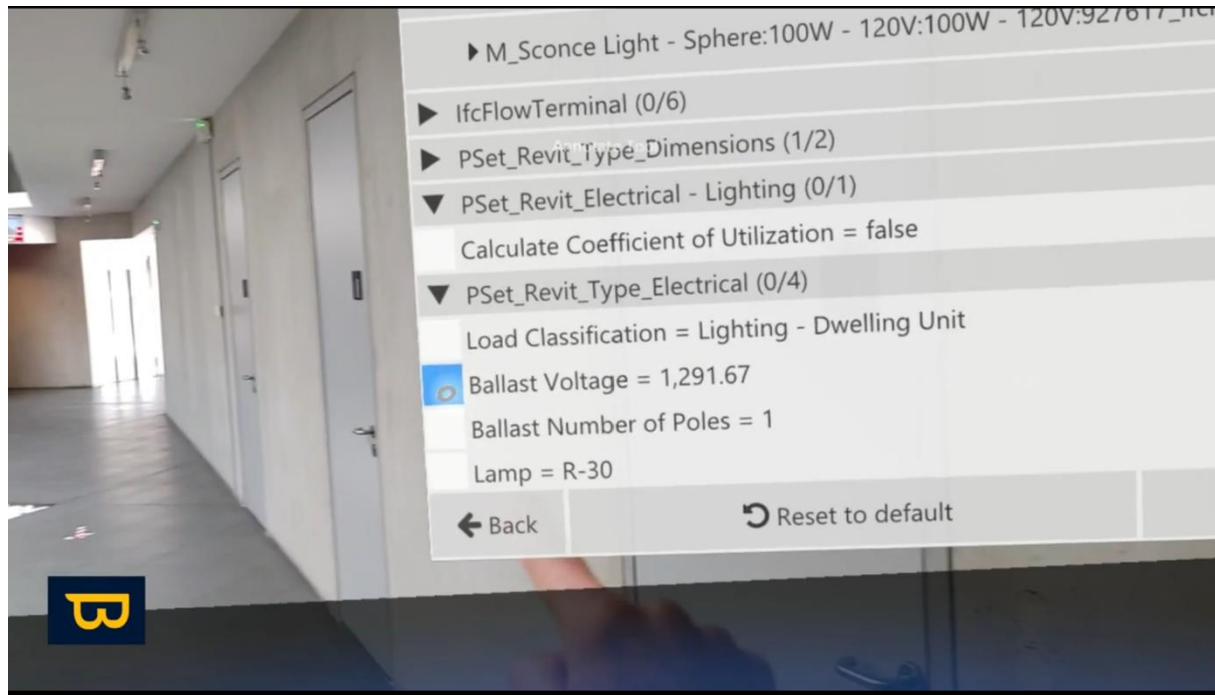 ▶ M_Sconce Light - Sphere:100W - 120V:100W - 120V:927617_IfcF
▶ IfcFlowTerminal (0/6)
▶ PSet_Revit_Type_Dimensions (1/2)
▼ PSet_Revit_Electrical - Lighting (0/1)
Calculate Coefficient of Utilization = false
▼ PSet_Revit_Type_Electrical (0/4)
Load Classification = Lighting - Dwelling Unit
Ballast Voltage = 1,291.67
Ballast Number of Poles = 1
Lamp = R-30
Back
Reset to default